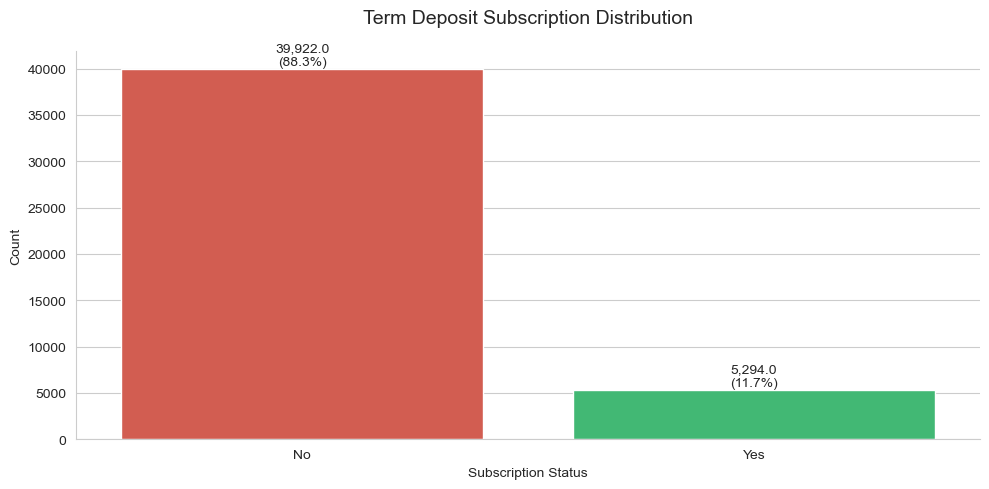 Term Deposit Subscription Distribution
39,922.0
(88.3%)
40000
35000
30000
25000
20000
15000
10000
5000
0
Count
5,294.0
(11.7%)
No
Yes
Subscription Status